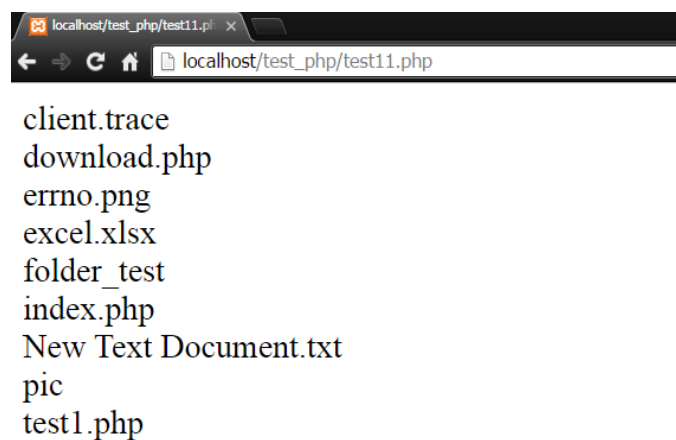 localhost/test_php/test11.ph
localhost/test_php/test11.php
client.trace
download.php
errno.png
excel.xlsx
folder_test
index.php
New Text Document.txt
pic
test1.php